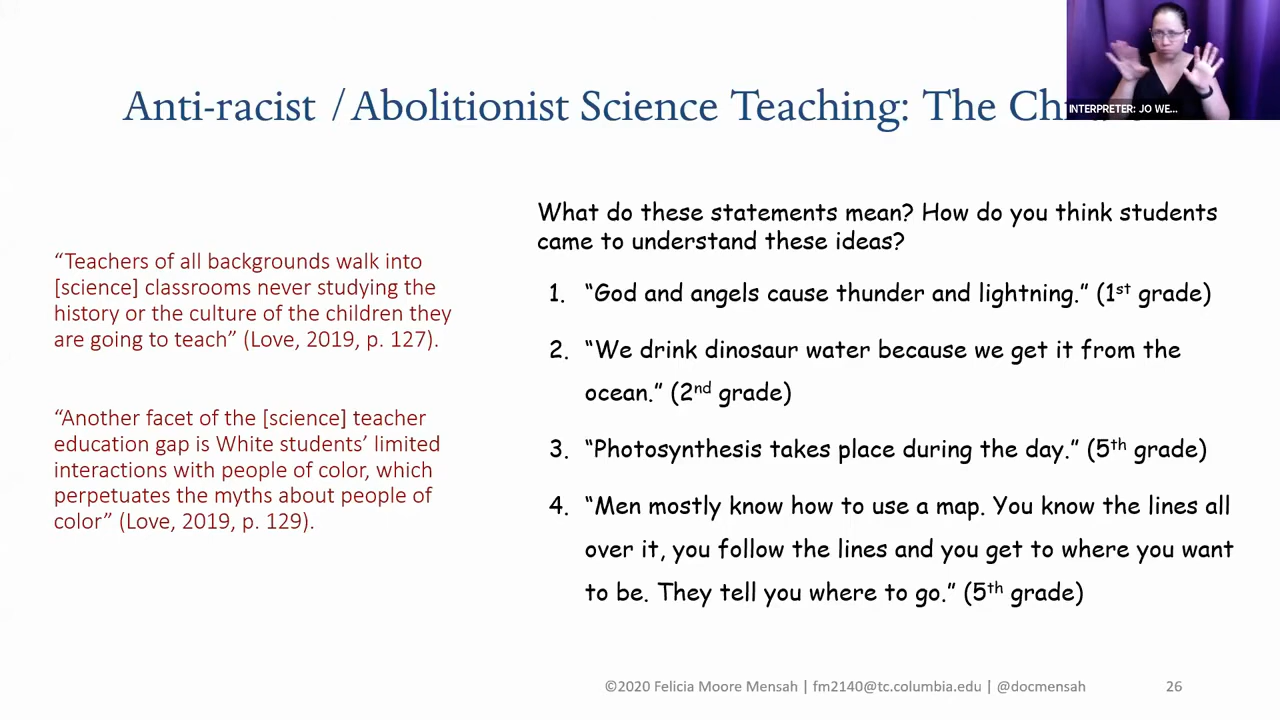 INTERPRETER: JO WE...
Anti-racist / Abolitionist Science Teaching: The
“Teachers of all backgrounds walk into
[science] classrooms never studying the
history or the culture of the children they
are going to teach” (Love, 2019, p. 127).
“Another facet of the [science] teacher
education gap is White students’ limited
interactions with people of color, which
perpetuates the myths about people of
color” (Love, 2019, p. 129).
What do these statements mean? How do you think students
came to understand these ideas?
1. “God and angels cause thunder and lightning.” (1st grade)
2. “We drink dinosaur water because we get it from the
ocean.” (2nd grade)
3. “Photosynthesis takes place during the day.” (5th grade)
4. “Men mostly know how to use a map. You know the lines all
over it, you follow the lines and you get to where you want
to be. They tell you where to go.” (5th grade)
©2020 Felicia Moore Mensah | fm2140@tc.columbia.edu | @docmensah
26